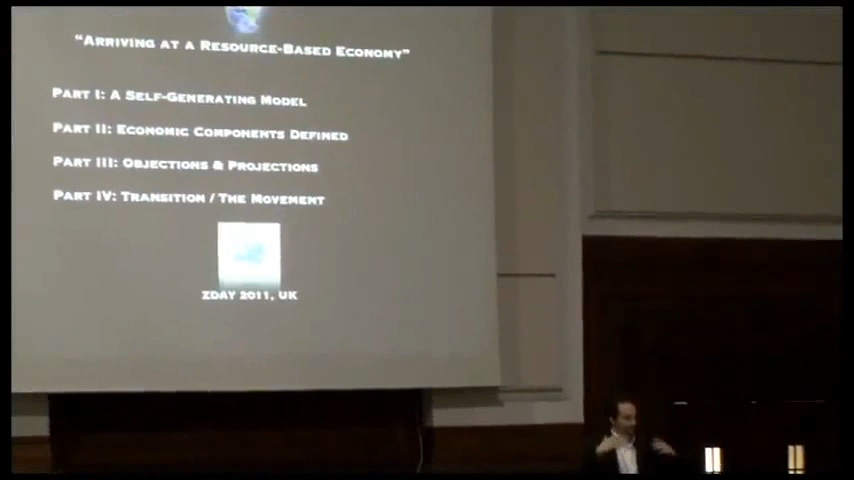 “Arriving at a Resource-Based Economy”
Part I: A Self-Generating Model
Part II: Economic Components Defined
Part III: Objections & Projections
Part IV: Transition / The Movement
ZDAY 2011, UK